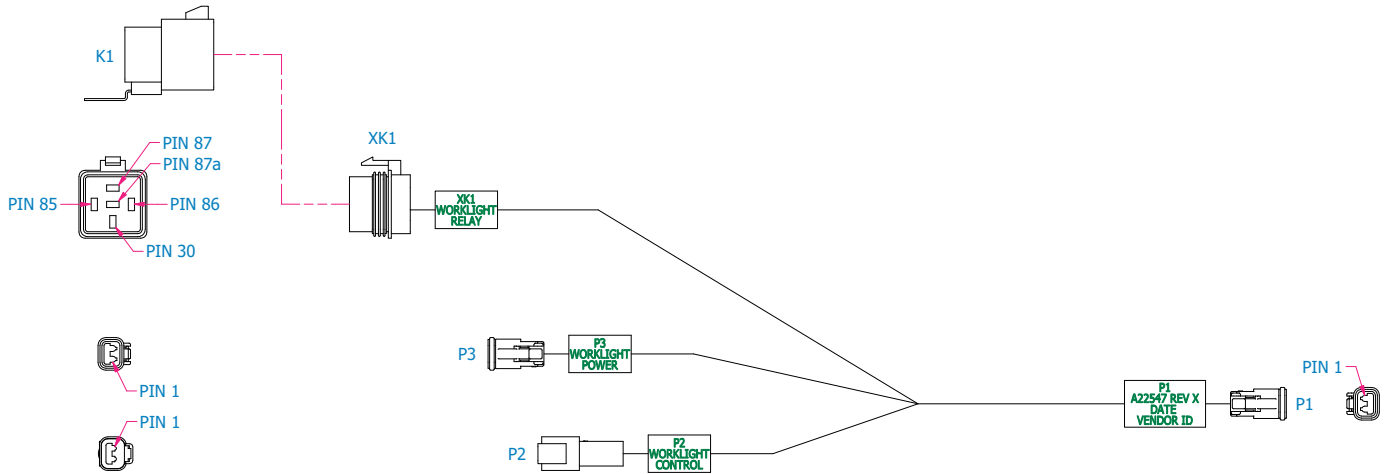 K1
PIN 87
PIN 87a
PIN 85
PIN 86
PIN 30
XK1
XK1
WORKLIGHT
RELAY
P3
P3
WORKLIGHT
POWER
PIN 1
PIN 1
P2
P2
WORKLIGHT
CONTROL
P1
A22547 REV X
DATE
VENDOR ID
P1
PIN 1